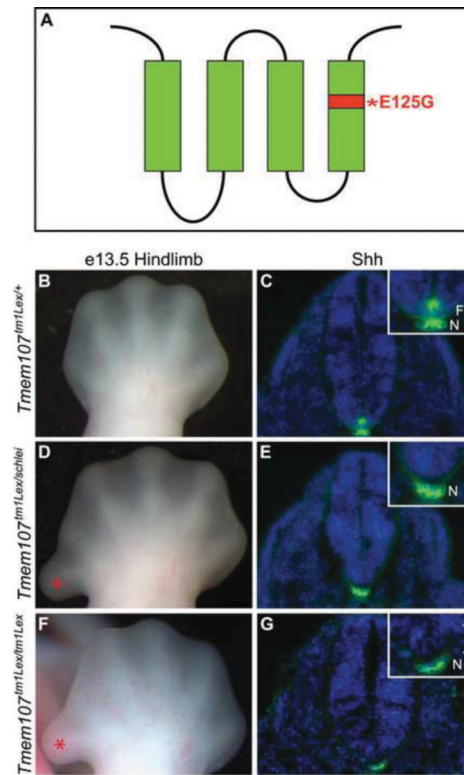 A
*E125G
e13.5 Hindlimb Shh
Tmem107tm1Lex/+
B
C
F
N
Tmem107tm1Lex/schlei
D
*
E
N
Tmem107tm1Lex/tm1Lex
F
*
G
N